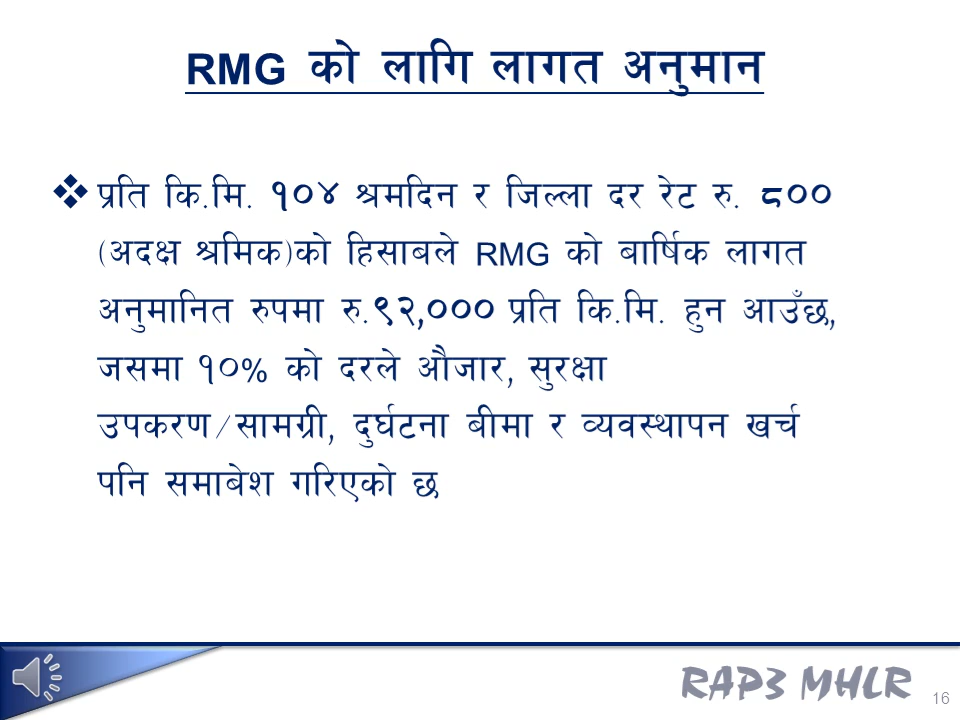 RMG को लागि लागत अनुमान
❖ प्रति कि.मि. १०४ श्रमदिन र जिल्ला दर रेट रु. ८००
(अदक्ष श्रमिक)को हिसाबले RMG को बार्षिक लागत
अनुमानित रुपमा रु.९२,००० प्रति कि.मि. हुन आउँछ,
जसमा १०% को दरले औजार, सुरक्षा
उपकरण/सामग्री, दुर्घटना बीमा र व्यवस्थापन खर्च
पनि समाबेश गरिएको छ
RAP3 MHLR
16